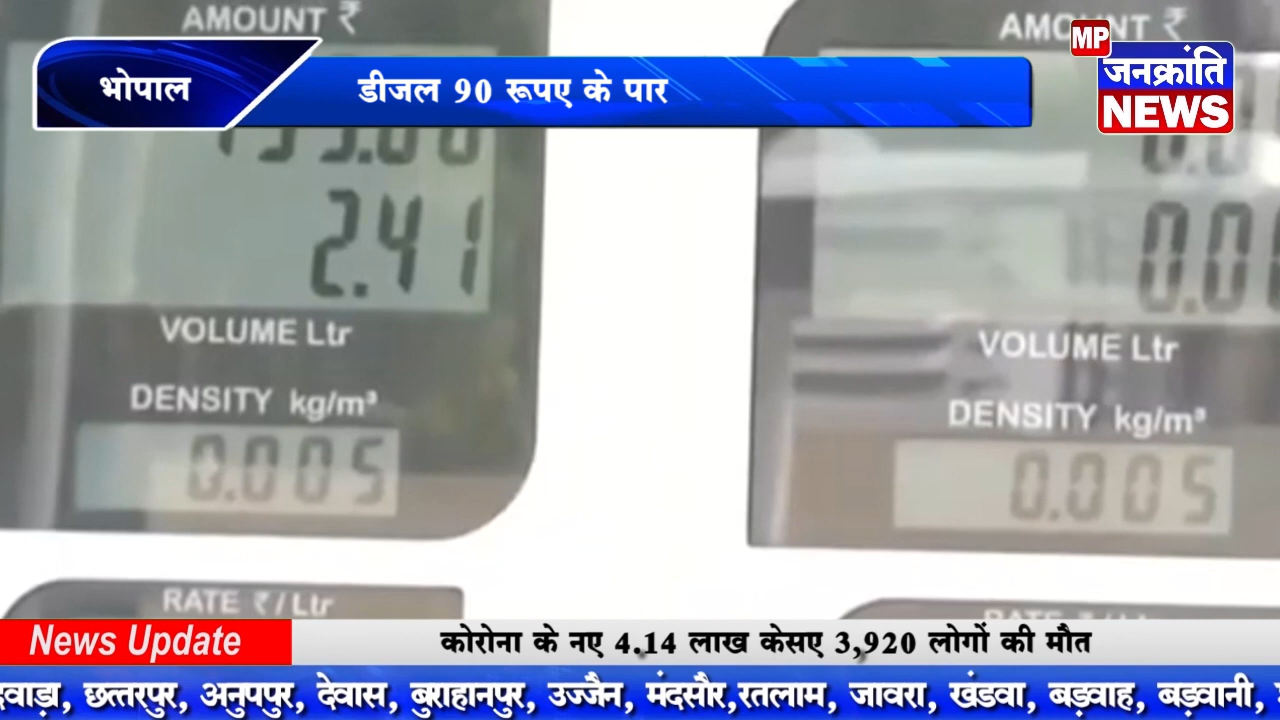 AMOUNT ₹
AMOUNT ₹
MP
जनक्रांति
NEWS
भोपाल
डीजल 90 रूपए के पार
2.41
VOLUME Ltr
VOLUME Ltr
DENSITY kg/m³
DENSITY kg/m³
0.005
0.005
RATE ₹/Ltr
News Update
कोरोना के नए 4.14 लाख केसए 3,920 लोगों की मौत
छत्तरपुर, अनुपपुर, देवास, बुराहानपुर, उज्जैन, मंदसौर,रतलाम, जावरा, खंडवा, बड़वाह, बड़वानी,